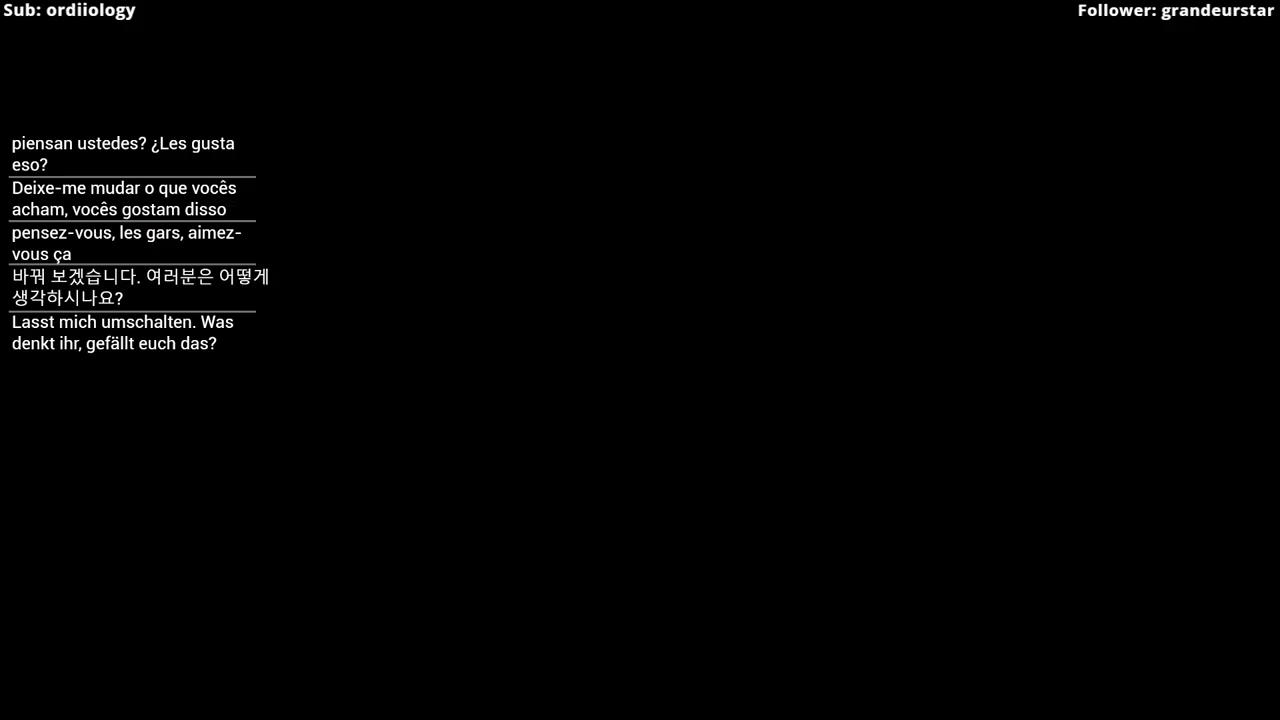 Sub: ordiiology
Follower: grandeurstar
piensan ustedes? ¿Les gusta
eso?
Deixe-me mudar o que vocês
acham, vocês gostam disso
pensez-vous, les gars, aimez-
vous ça
바꿔 보겠습니다. 여러분은 어떻게
생각하시나요?
Lasst mich umschalten. Was
denkt ihr, gefällt euch das?